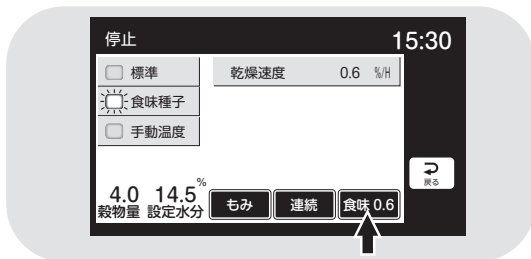 停止 15:30
標準 乾燥速度 0.6 %/H
食味種子
手動温度
戻る
4.0 14.5%
穀物量 設定水分
もみ 連続 食味 0.6